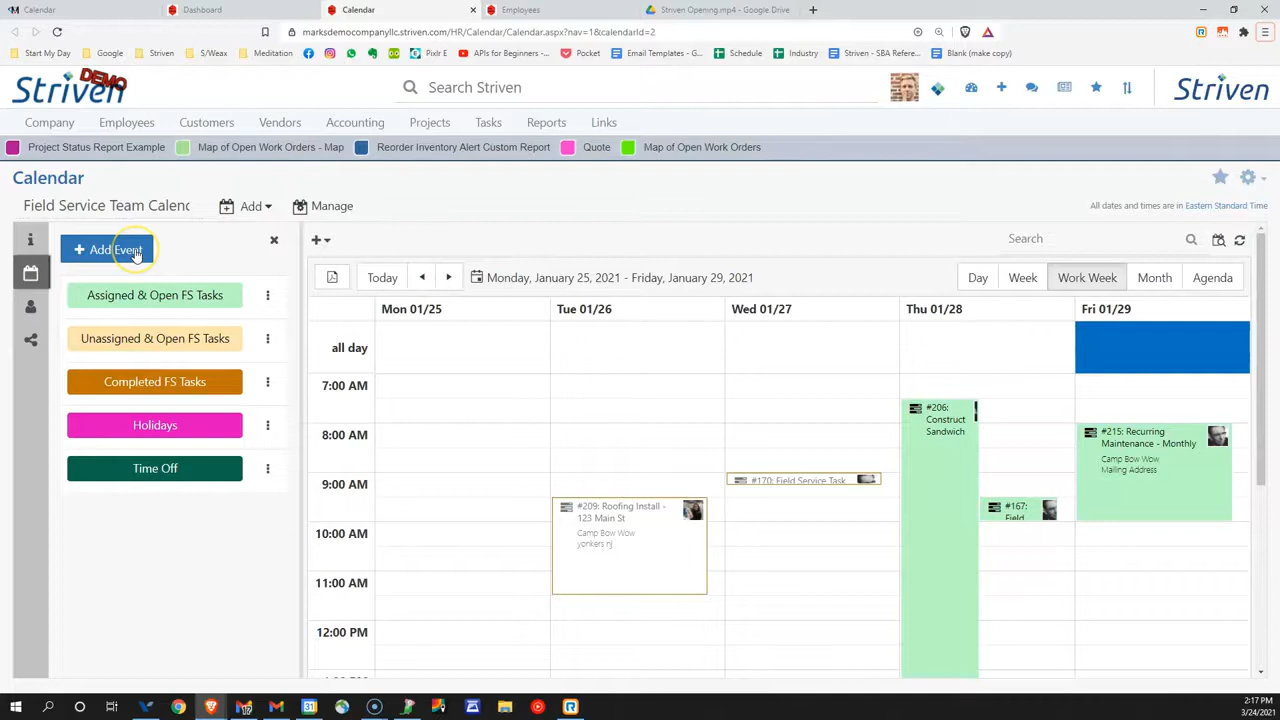 Calendar
Dashboard
Calendar
Employees
Striven Opening.mp4 - Google Drive
marksdemocompanyllc.striven.com/HR/Calendar/Calendar.aspx?nav=1&calendarId=2
Start My Day
Google
Striven
S/Weax
Meditation
Pixlr E
APIs for Beginners -...
Pocket
Email Templates - G...
Schedule
Industry
Striven - SBA Refere...
Blank (make copy)
Striven DEMO
Search Striven
Striven
Company Employees Customers Vendors Accounting Projects Tasks Reports Links
Project Status Report Example
Map of Open Work Orders - Map
Reorder Inventory Alert Custom Report
Quote
Map of Open Work Orders
Calendar
Field Service Team Calenc
Add
Manage
All dates and times are in Eastern Standard Time
+ Add Event
Search
Today
Monday, January 25, 2021 - Friday, January 29, 2021
Day Week Work Week Month Agenda
Assigned & Open FS Tasks
Unassigned & Open FS Tasks
Completed FS Tasks
Holidays
Time Off
Mon 01/25 Tue 01/26 Wed 01/27 Thu 01/28 Fri 01/29
all day
7:00 AM
8:00 AM
9:00 AM
10:00 AM
11:00 AM
12:00 PM
#209: Roofing Install -
123 Main St
Camp Bow Wow
yonkers nj
#170: Field Service Task
#206:
Construct
Sandwich
#167:
Field
#215: Recurring
Maintenance - Monthly
Camp Bow Wow
Mailing Address
2:17 PM
3/24/2021